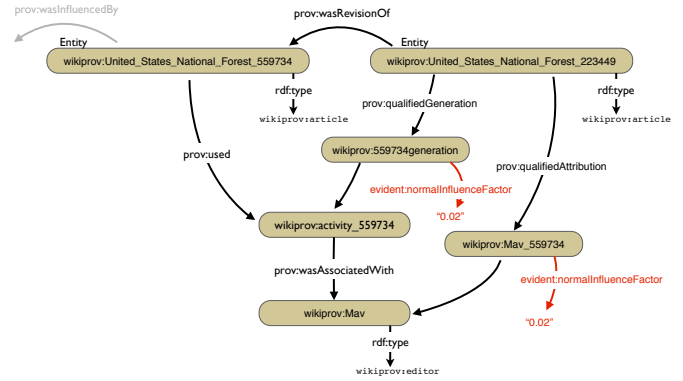 prov:wasInfluencedBy
prov:wasRevisionOf
Entity
Entity
wikiprov:United_States_National_Forest_559734
wikiprov:United_States_National_Forest_223449
rdf:type
rdf:type
prov:qualifiedGeneration
wikiprov:article
wikiprov:article
wikiprov:559734generation
prov:used
prov:qualifiedAttribution
evident:normalInfluenceFactor
"0.02"
wikiprov:activity_559734
wikiprov:Mav_559734
prov:wasAssociatedWith
evident:normalInfluenceFactor
wikiprov:Mav
"0.02"
rdf:type
wikiprov:editor